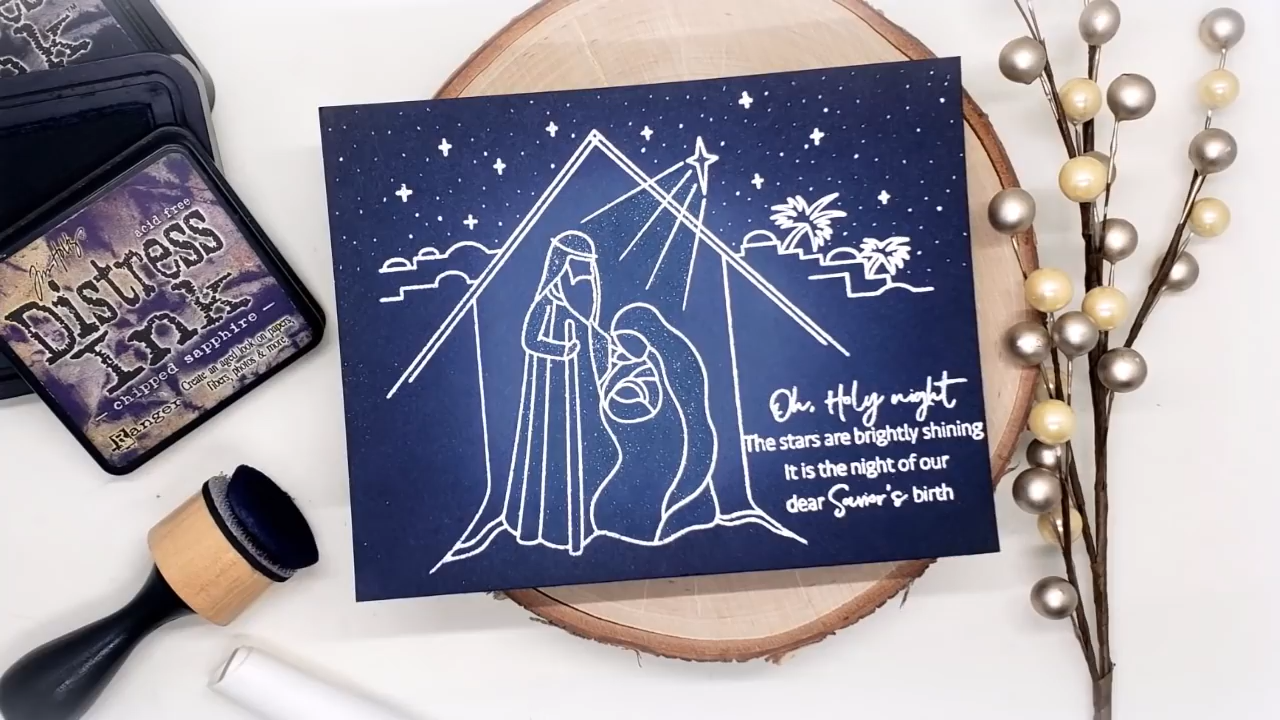 k
Tim Holtz
acid free
Distress
Ink
— chipped sapphire —
Create an aged look on papers,
fibers, photos & more
Ranger
Oh, Holy night
The stars are brightly shining
It is the night of our
dear Savior's birth